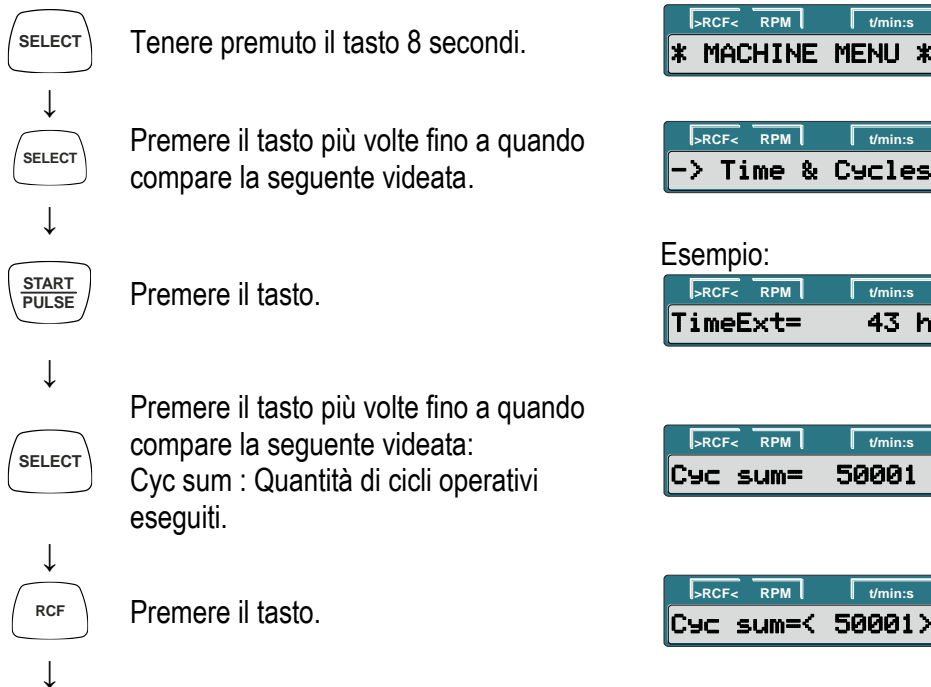 SELECT
Tenere premuto il tasto 8 secondi.
>RCF< RPM t/min:s
* MACHINE MENU *
↓
SELECT
Premere il tasto più volte fino a quando
compare la seguente videata.
>RCF< RPM t/min:s
-> Time & Cycles
↓
START
PULSE
Premere il tasto.
Esempio:
>RCF< RPM t/min:s
TimeExt= 43 h
↓
SELECT
Premere il tasto più volte fino a quando
compare la seguente videata:
Cyc sum : Quantità di cicli operativi
eseguiti.
>RCF< RPM t/min:s
Cyc sum= 50001
↓
RCF
Premere il tasto.
>RCF< RPM t/min:s
Cyc sum=< 50001>
↓